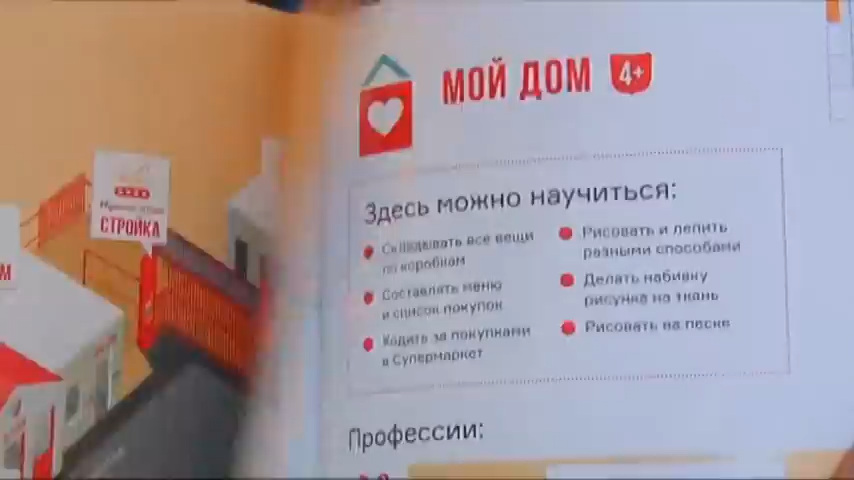 СТРОЙКА
М
МОЙ ДОМ 4+
Здесь можно научиться:
Складывать все вещи
по коробкам
Составлять меню
и список покупок
Ходить за покупками
в Супермаркет
Рисовать и лепить
разными способами
Делать набивку
рисунка на ткань
Рисовать на песке
Профессии: